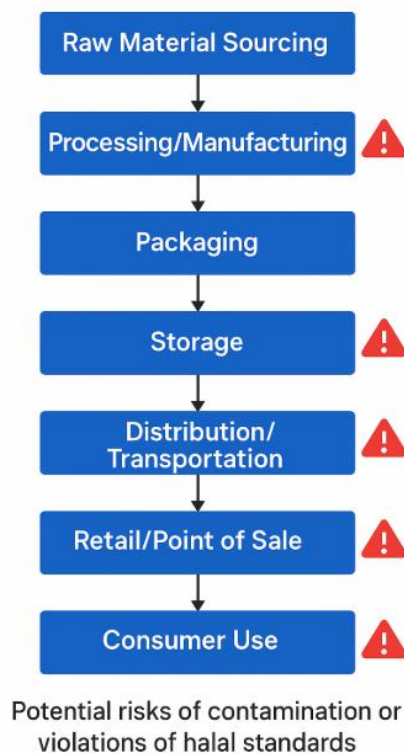 Raw Material Sourcing
Processing/Manufacturing
Packaging
Storage
Distribution/
Transportation
Retail/Point of Sale
Consumer Use
Potential risks of contamination or
violations of halal standards